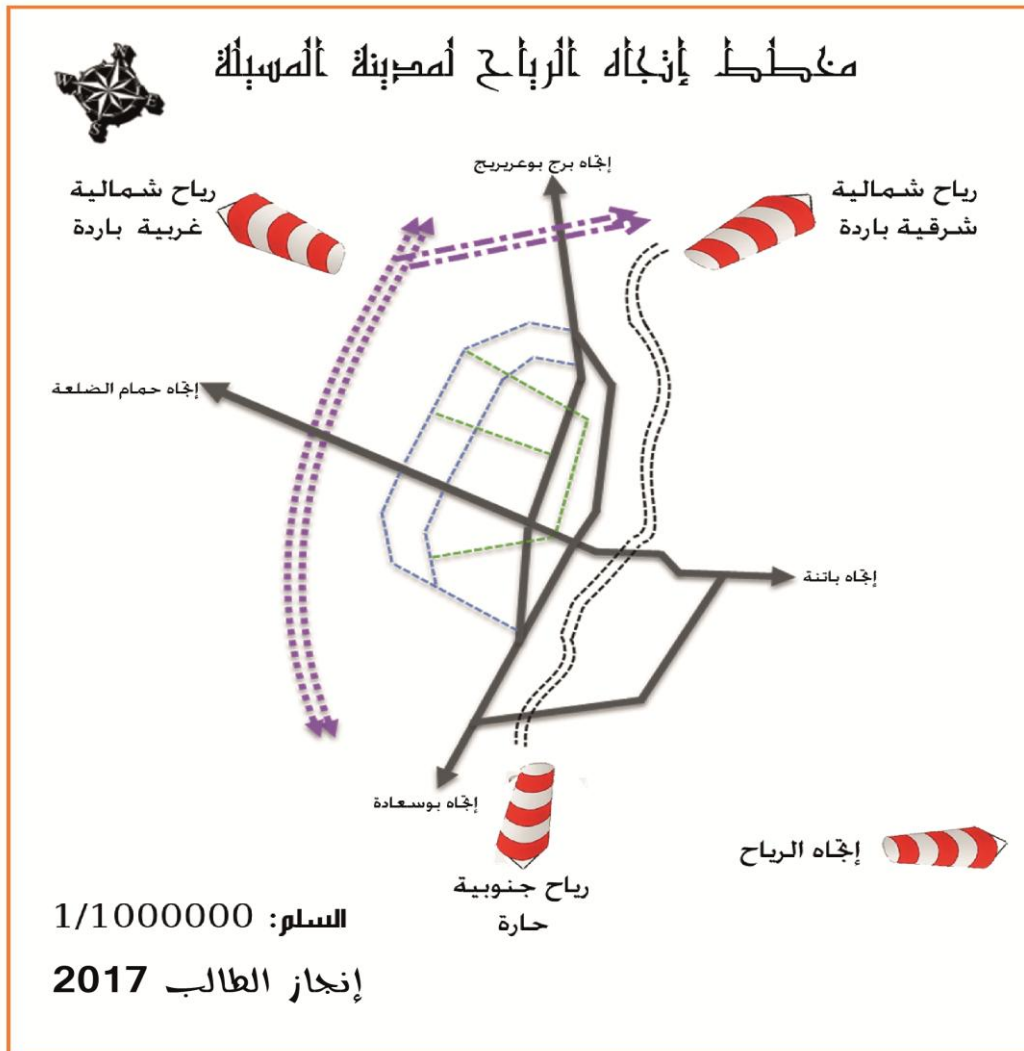 مخطط إتجاه الرياح لمدينة المسيلة
N
W
E
S
إتجاه برج بوعريريج
رياح شمالية
شرقية باردة
رياح شمالية
غربية باردة
إتجاه حمام الضلعة
إتجاه باتنة
إتجاه بوسعادة
إتجاه الرياح
رياح جنوبية
حارة
السلم: 1/1000000
إنجاز الطالب 2017